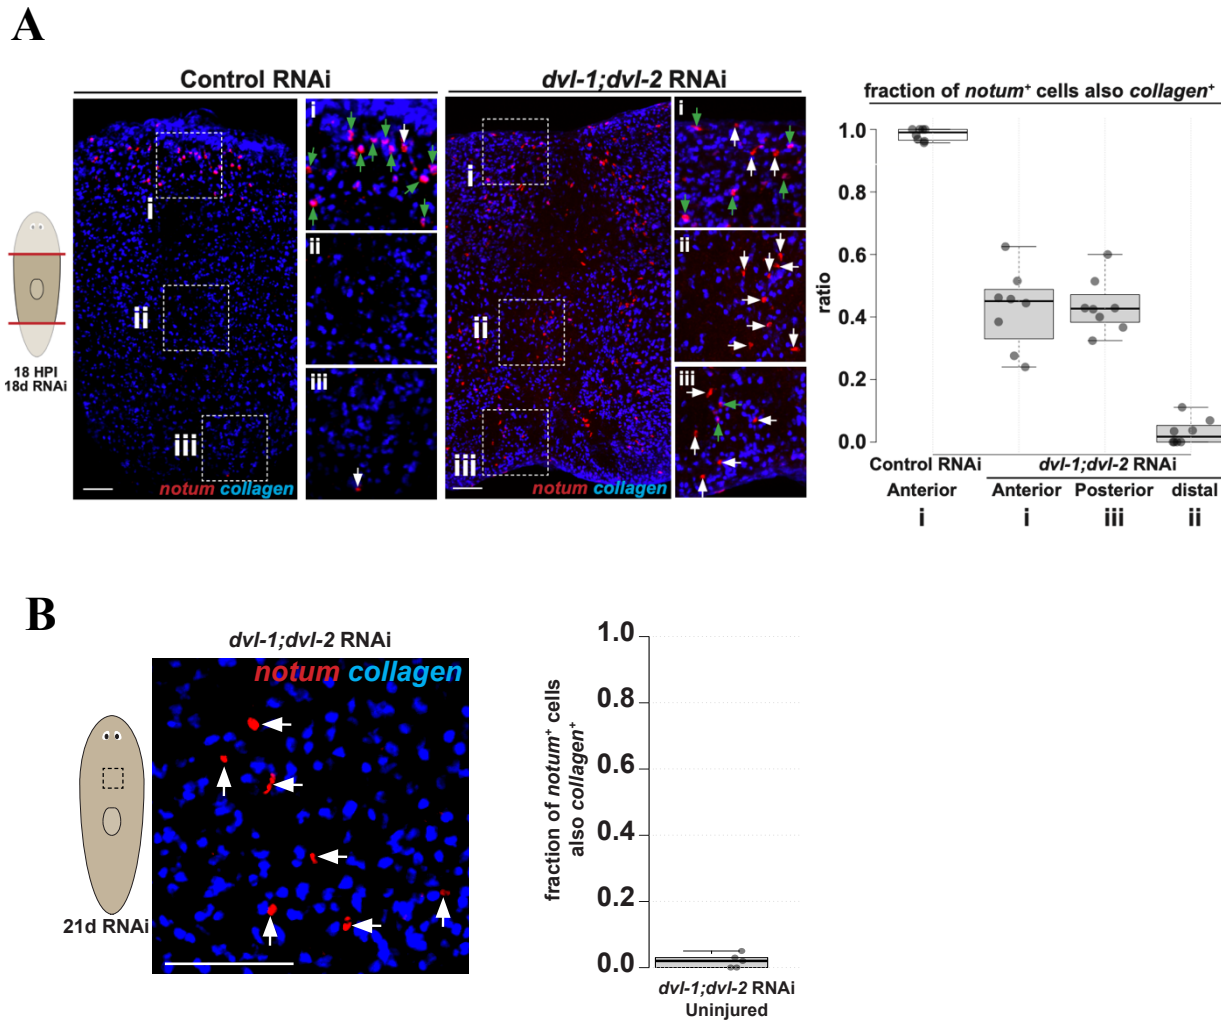 A
Control RNAi
dvl-1;dvl-2 RNAi
fraction of notum+ cells also collagen+
i
ii
iii
i
ii
iii
notum collagen
i
ii
iii
i
ii
iii
notum collagen
18 HPI
18d RNAi
ratio
1.0
0.8
0.6
0.4
0.2
0.0
Control RNAi
dvl-1;dvl-2 RNAi
Anterior
Anterior
Posterior
distal
i
i
iii
ii
B
dvl-1;dvl-2 RNAi
notum collagen
21d RNAi
fraction of notum+ cells
also collagen+
1.0
0.8
0.6
0.4
0.2
0.0
dvl-1;dvl-2 RNAi
Uninjured